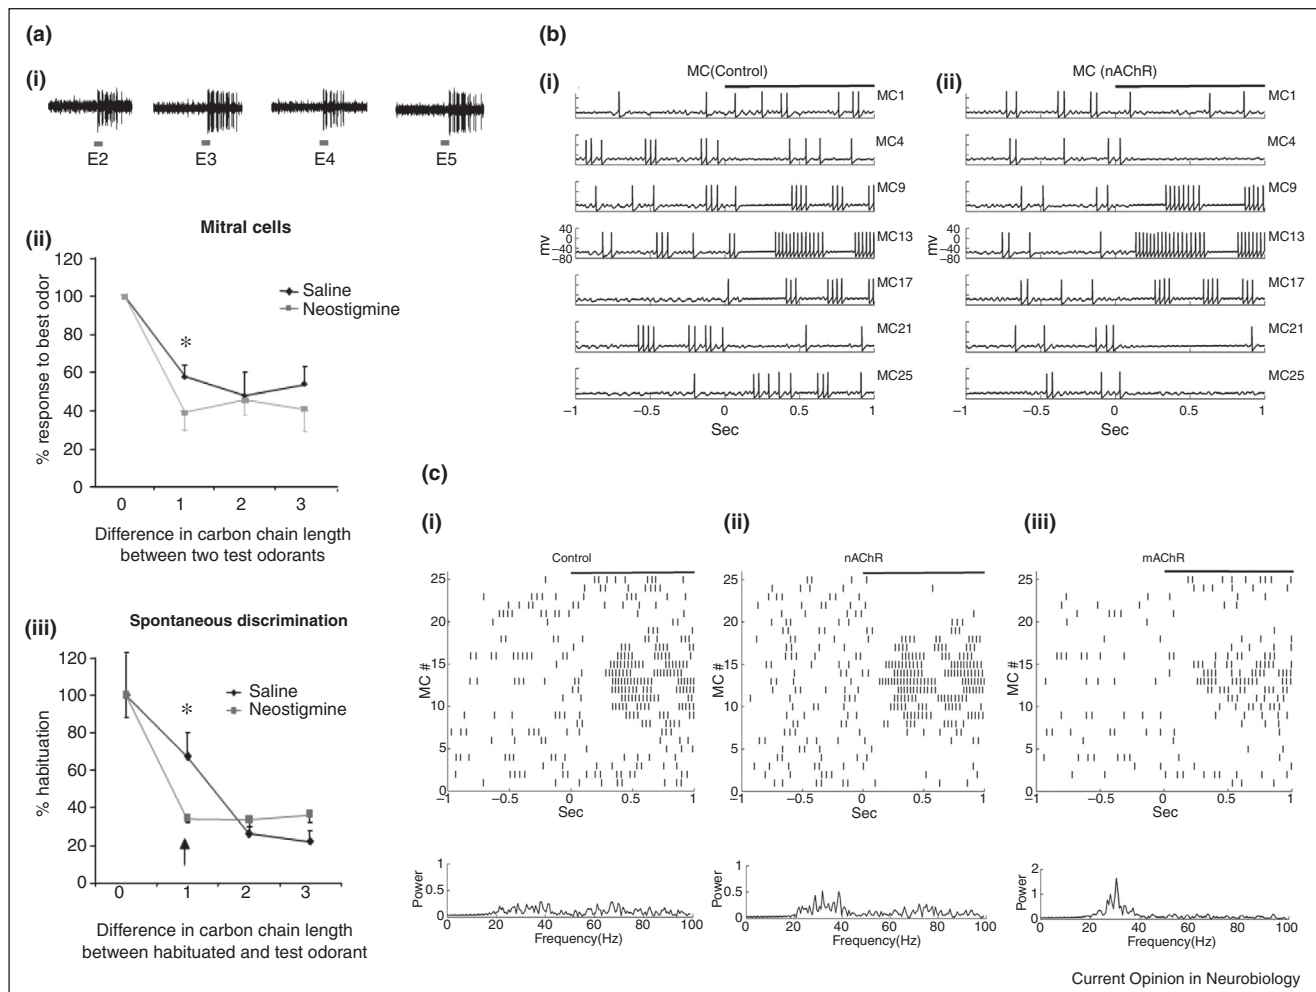 (a)
(i)
E2 E3 E4 E5
(ii)
Mitral cells
120
100
80
60
40
20
0
% response to best odor
*
Saline
Neostigmine
0 1 2 3
Difference in carbon chain length
between two test odorants
(iii)
Spontaneous discrimination
120
100
80
60
40
20
0
% habituation
*
Saline
Neostigmine
0 1 2 3
Difference in carbon chain length
between habituated and test odorant
(b)
(i)
MC(Control)
MC1
MC4
MC9
MC13
40
0
−40
−80
mv
MC17
MC21
MC25
−1 −0.5 0 0.5 1
Sec
(ii)
MC (nAChR)
MC1
MC4
MC9
MC13
40
0
−40
−80
mv
MC17
MC21
MC25
−1 −0.5 0 0.5 1
Sec
(c)
(i)
Control
25
20
15
10
5
0
MC #
−1 −0.5 0 0.5 1
Sec
1
0.5
0
Power
0 20 40 60 80 100
Frequency(Hz)
(ii)
nAChR
25
20
15
10
5
0
MC #
−1 −0.5 0 0.5 1
Sec
1
0.5
0
Power
0 20 40 60 80 100
Frequency(Hz)
(iii)
mAChR
25
20
15
10
5
0
MC #
−1 −0.5 0 0.5 1
Sec
2
1
0
Power
0 20 40 60 80 100
Frequency(Hz)
Current Opinion in Neurobiology